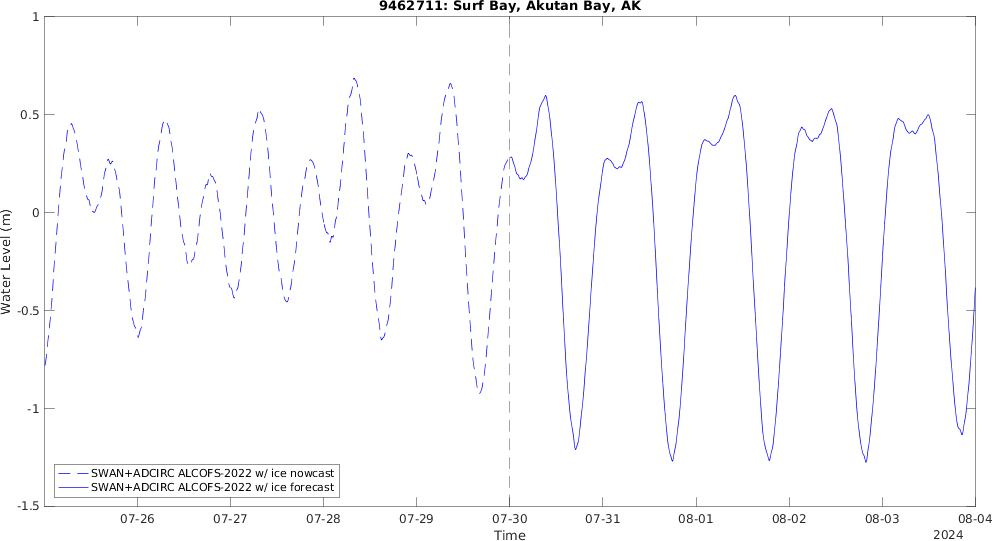 9462711: Surf Bay, Akutan Bay, AK
Water Level (m)
1
0.5
0
-0.5
-1
-1.5
SWAN+ADCIRC ALCOFS-2022 w/ ice nowcast
SWAN+ADCIRC ALCOFS-2022 w/ ice forecast
07-26 07-27 07-28 07-29 07-30 07-31 08-01 08-02 08-03 08-04
Time
2024